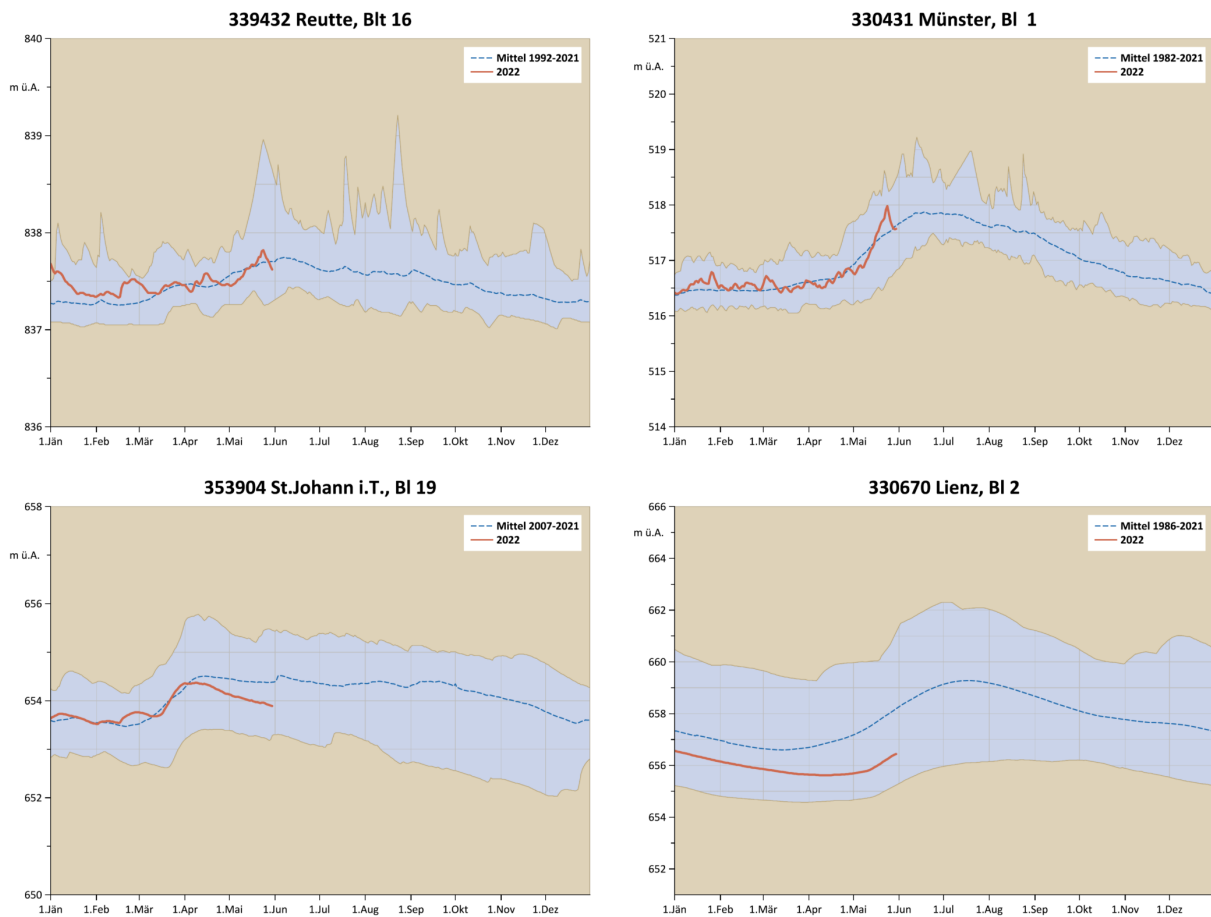 339432 Reutte, Blt 16
840
m ü.A.
839
838
837
836
Mittel 1992-2021
2022
1.Jän 1.Feb 1.Mär 1.Apr 1.Mai 1.Jun 1.Jul 1.Aug 1.Sep 1.Okt 1.Nov 1.Dez
330431 Münster, Bl 1
521
m ü.A.
520
519
518
517
516
515
514
Mittel 1982-2021
2022
1.Jän 1.Feb 1.Mär 1.Apr 1.Mai 1.Jun 1.Jul 1.Aug 1.Sep 1.Okt 1.Nov 1.Dez
353904 St.Johann i.T., Bl 19
658
m ü.A.
656
654
652
650
Mittel 2007-2021
2022
1.Jän 1.Feb 1.Mär 1.Apr 1.Mai 1.Jun 1.Jul 1.Aug 1.Sep 1.Okt 1.Nov 1.Dez
330670 Lienz, Bl 2
666
m ü.A.
664
662
660
658
656
654
652
Mittel 1986-2021
2022
1.Jän 1.Feb 1.Mär 1.Apr 1.Mai 1.Jun 1.Jul 1.Aug 1.Sep 1.Okt 1.Nov 1.Dez